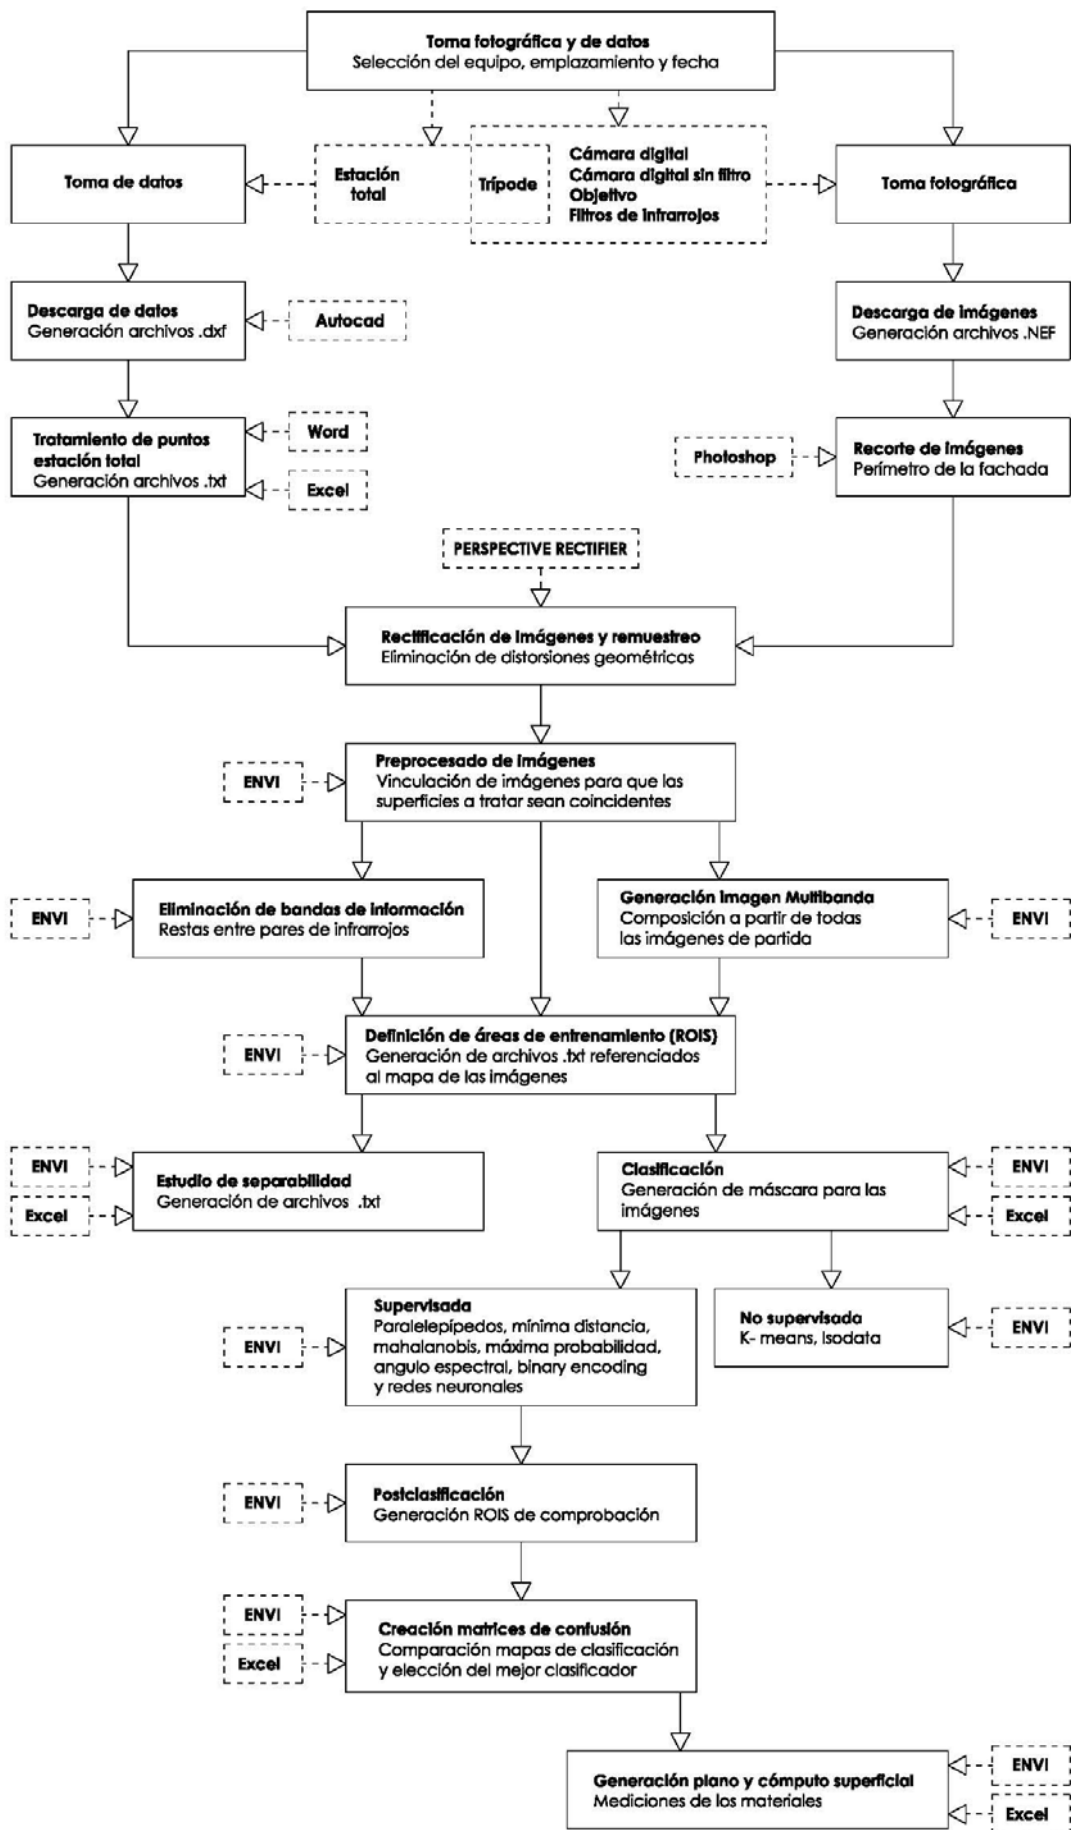 Toma fotográfica y de datos
Selección del equipo, emplazamiento y fecha
Toma de datos
Estación
total
Trípode
Cámara digital
Cámara digital sin filtro
Objetivo
Filtros de infrarrojos
Toma fotográfica
Descarga de datos
Generación archivos .dxf
Autocad
Descarga de imágenes
Generación archivos .NEF
Tratamiento de puntos
estación total
Generación archivos .txt
Word
Excel
Photoshop
Recorte de imágenes
Perímetro de la fachada
PERSPECTIVE RECTIFIER
Rectificación de imágenes y remuestreo
Eliminación de distorsiones geométricas
ENVI
Preprocesado de imágenes
Vinculación de imágenes para que las
superficies a tratar sean coincidentes
ENVI
Eliminación de bandas de información
Restas entre pares de infrarrojos
Generación imagen Multibanda
Composición a partir de todas
las imágenes de partida
ENVI
ENVI
Definición de áreas de entrenamiento (ROIS)
Generación de archivos .txt referenciados
al mapa de las imágenes
ENVI
Excel
Estudio de separabilidad
Generación de archivos .txt
Clasificación
Generación de máscara para las
imágenes
ENVI
Excel
ENVI
Supervisada
Paralelepípedos, mínima distancia,
mahalanobis, máxima probabilidad,
angulo espectral, binary encoding
y redes neuronales
No supervisada
K- means, Isodata
ENVI
ENVI
Postclasificación
Generación ROIS de comprobación
ENVI
Excel
Creación matrices de confusión
Comparación mapas de clasificación
y elección del mejor clasificador
Generación plano y cómputo superficial
Mediciones de los materiales
ENVI
Excel